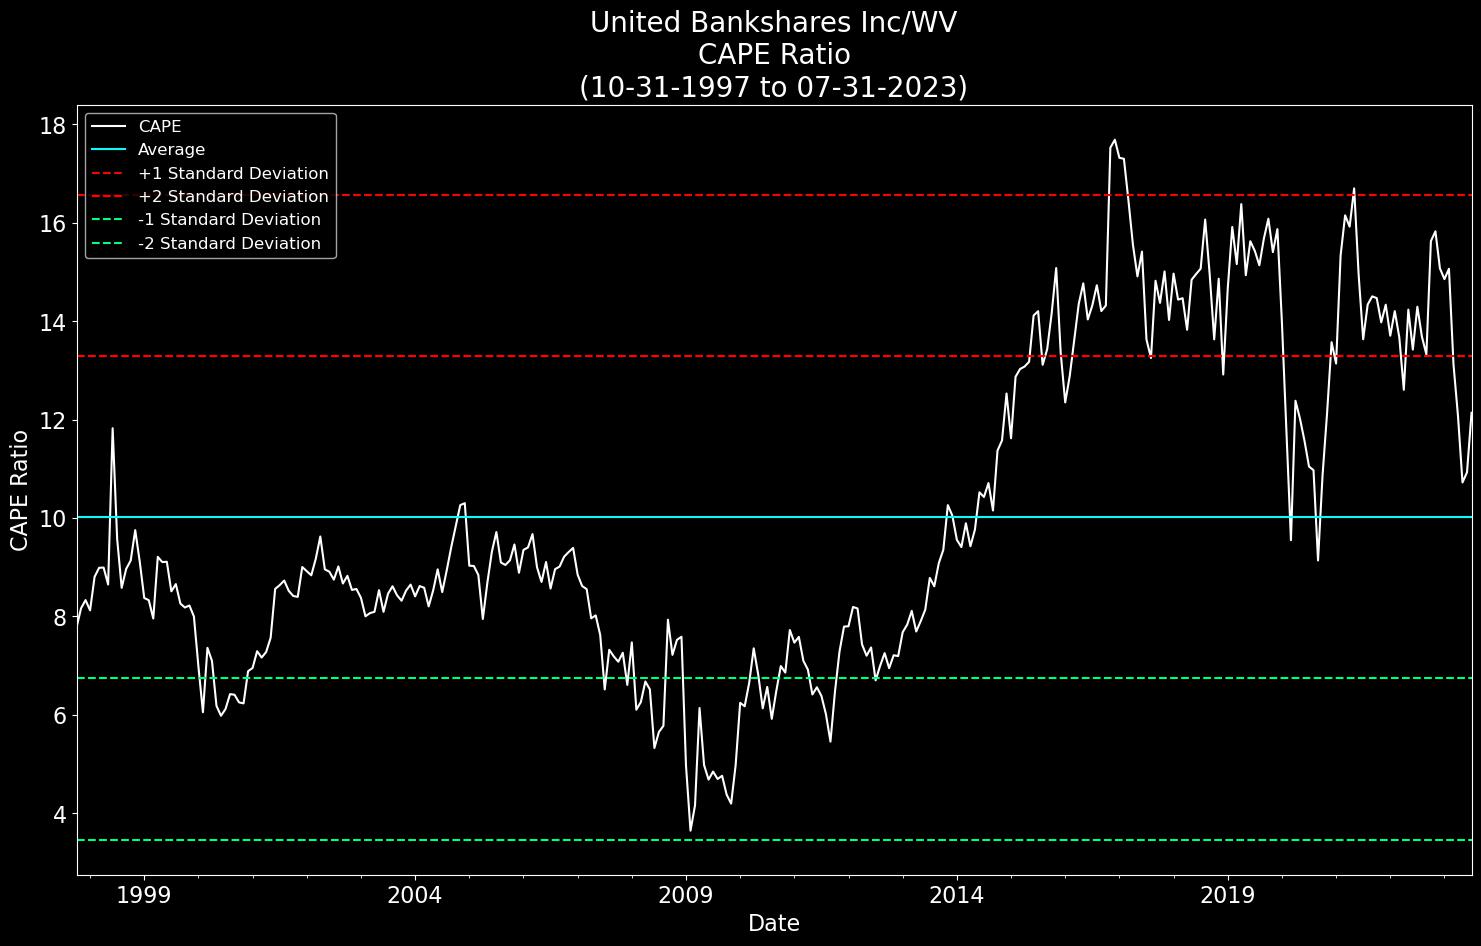 United Bankshares Inc/WV
CAPE Ratio
(10-31-1997 to 07-31-2023)
CAPE
Average
+1 Standard Deviation
+2 Standard Deviation
-1 Standard Deviation
-2 Standard Deviation
18
16
14
12
10
8
6
4
CAPE Ratio
1999
2004
2009
2014
2019
Date